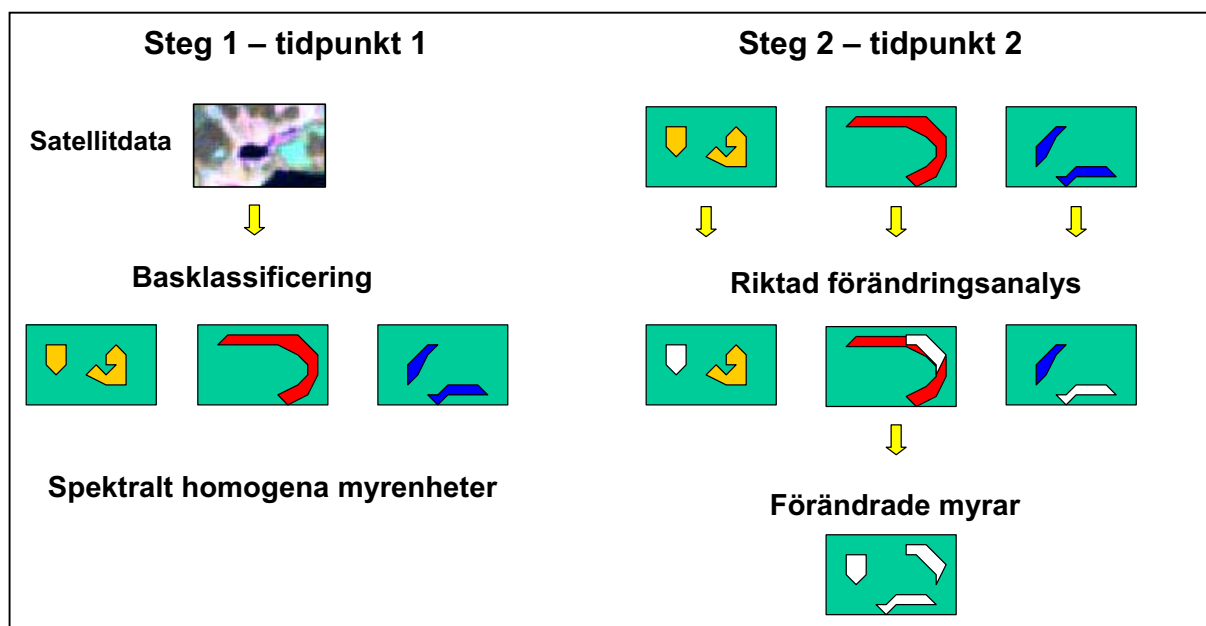 Steg 1 – tidpunkt 1
Satellitdata
Basklassificering
Spektralt homogena myrenheter
Steg 2 – tidpunkt 2
Riktad förändringsanalys
Förändrade myrar